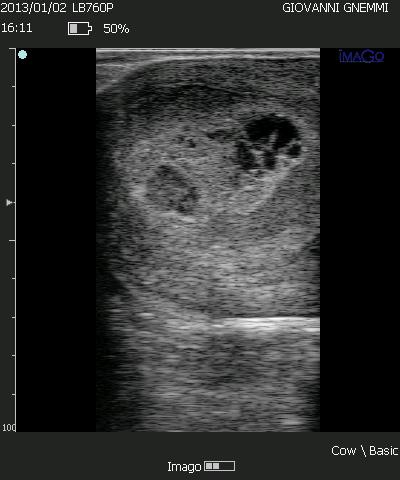 2013/01/02 LB760P GIOVANNI GNEMMI
16:11 50%
iMAGO
100
Cow \ Basic
Imago